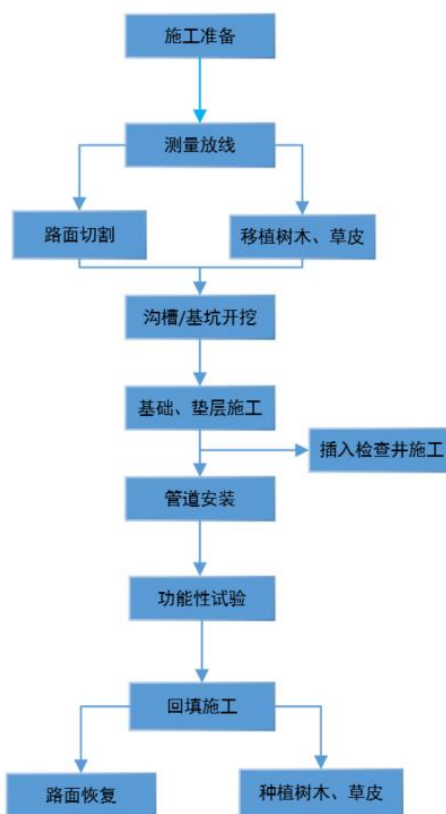 施工准备
测量放线
路面切割
移植树木、草皮
沟槽/基坑开挖
基础、垫层施工
插入检查井施工
管道安装
功能性试验
回填施工
路面恢复
种植树木、草皮